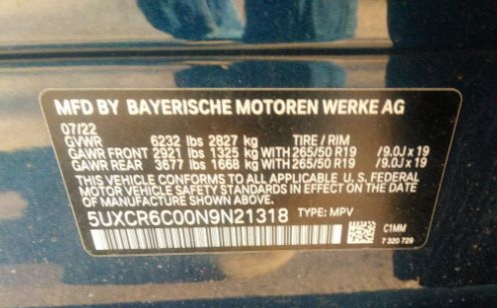 MFD BY BAYERISCHE MOTOREN WERKE AG
07/22
GVWR 6232 lbs 2827 kg TIRE / RIM
GAWR FRONT 2921 lbs 1325 kg WITH 265/50 R19 /9.0J x 19
GAWR REAR 3677 lbs 1668 kg WITH 265/50 R19 /9.0J x 19
THIS VEHICLE CONFORMS TO ALL APPLICABLE U. S. FEDERAL
MOTOR VEHICLE SAFETY STANDARDS IN EFFECT ON THE DATE
OF MANUFACTURE SHOWN ABOVE.
5UXCR6C00N9N21318 TYPE: MPV
C1MM
7 320 729